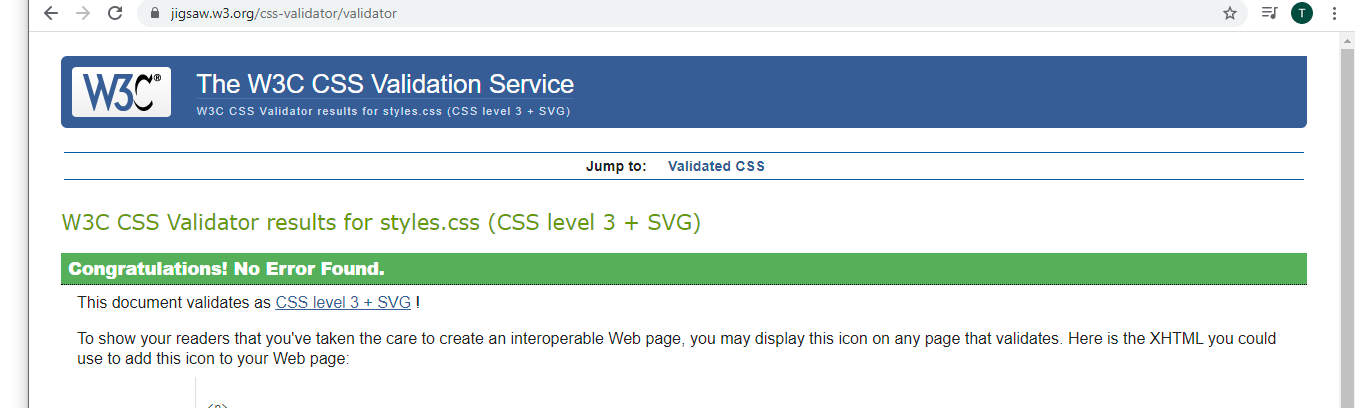 jigsaw.w3.org/css-validator/validator
T
W3C®
The W3C CSS Validation Service
W3C CSS Validator results for styles.css (CSS level 3 + SVG)
Jump to: Validated CSS
W3C CSS Validator results for styles.css (CSS level 3 + SVG)
Congratulations! No Error Found.
This document validates as CSS level 3 + SVG !
To show your readers that you've taken the care to create an interoperable Web page, you may display this icon on any page that validates. Here is the XHTML you could
use to add this icon to your Web page: